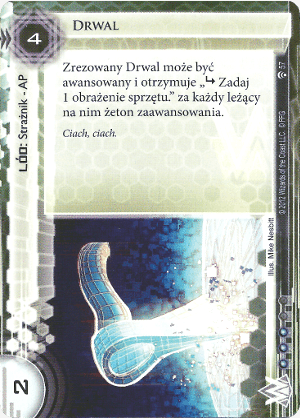 4
DRWAL
Zrezowany Drwal może być
awansowany i otrzymuje „↳ Zadaj
1 obrażenie sprzętu.” za każdy leżący
na nim żeton zaawansowania.
Ciach, ciach.
LÓD: Strażnik - AP
2
57
© 2012 Wizards of the Coast LLC. © FFG
Illus. Mike Nesbitt